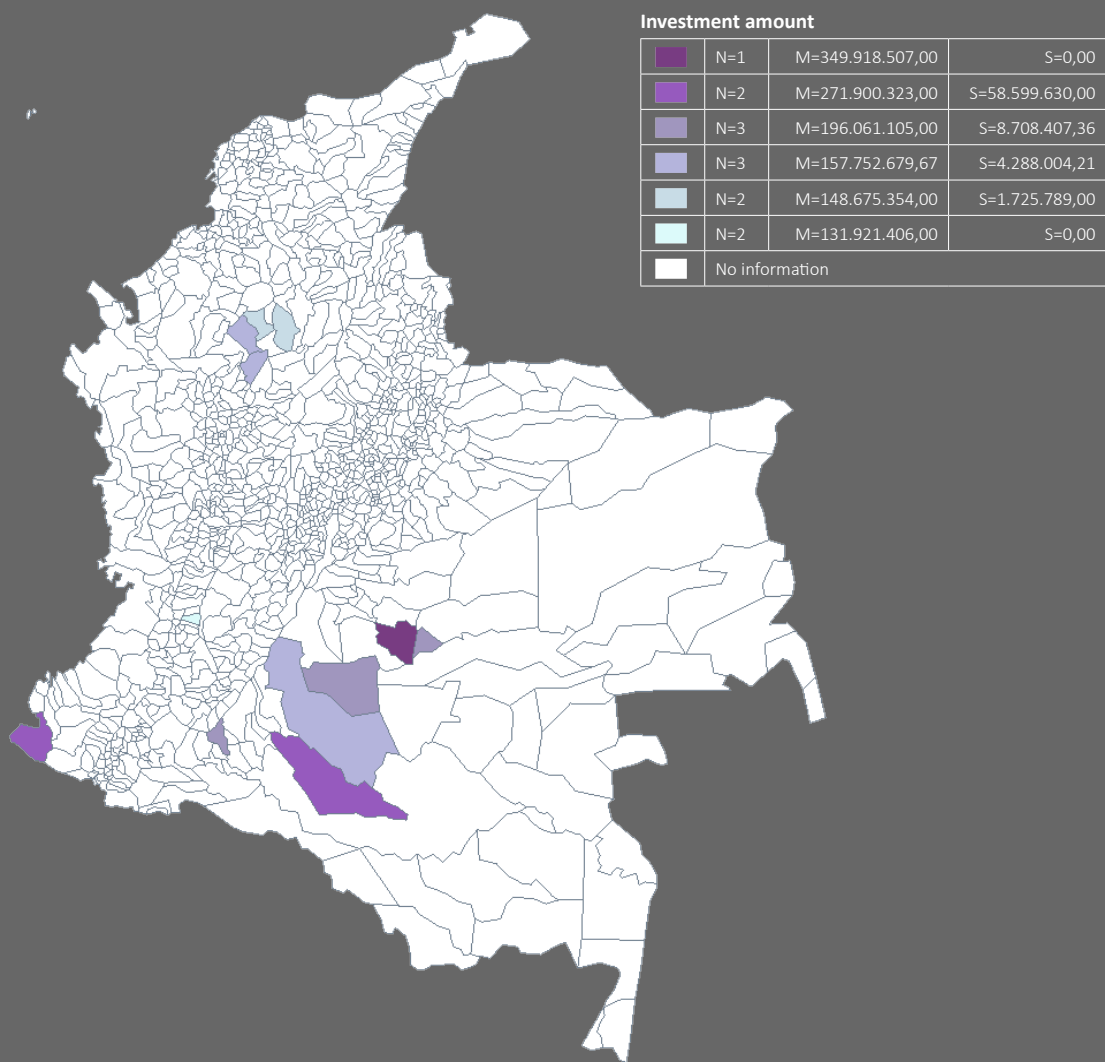 Investment amount
N=1 M=349.918.507,00 S=0,00
N=2 M=271.900.323,00 S=58.599.630,00
N=3 M=196.061.105,00 S=8.708.407,36
N=3 M=157.752.679,67 S=4.288.004,21
N=2 M=148.675.354,00 S=1.725.789,00
N=2 M=131.921.406,00 S=0,00
No information